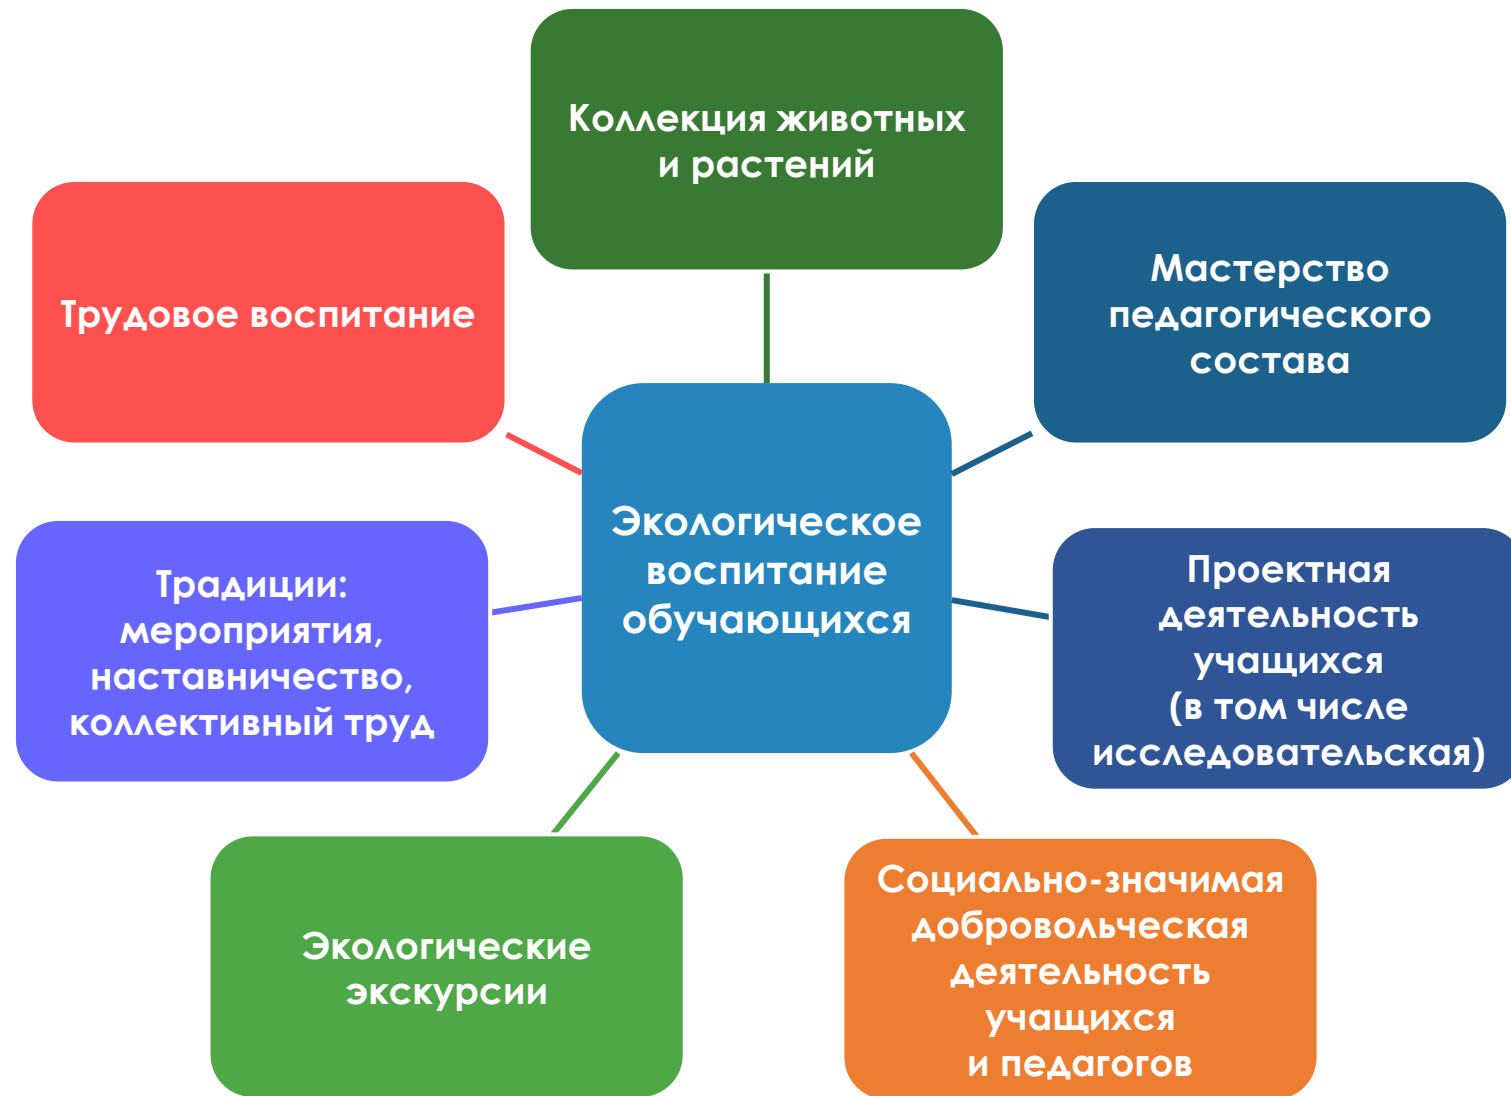 Коллекция животных
и растений
Трудовое воспитание
Мастерство
педагогического
состава
Экологическое
воспитание
обучающихся
Традиции:
мероприятия,
наставничество,
коллективный труд
Проектная
деятельность
учащихся
(в том числе
исследовательская)
Экологические
экскурсии
Социально-значимая
добровольческая
деятельность
учащихся
и педагогов